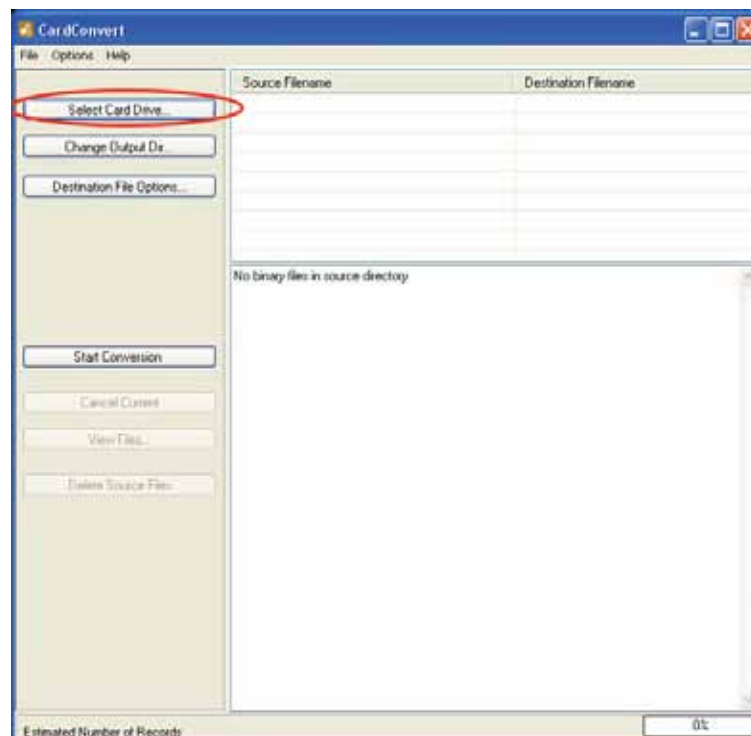 CardConvert
File Options Help
Source Filename Destination Filename
Select Card Drive...
Change Output Dir...
Destination File Options...
No binary files in source directory
Start Conversion
Cancel Current
View Files...
Delete Source Files
Estimated Number of Records
0%